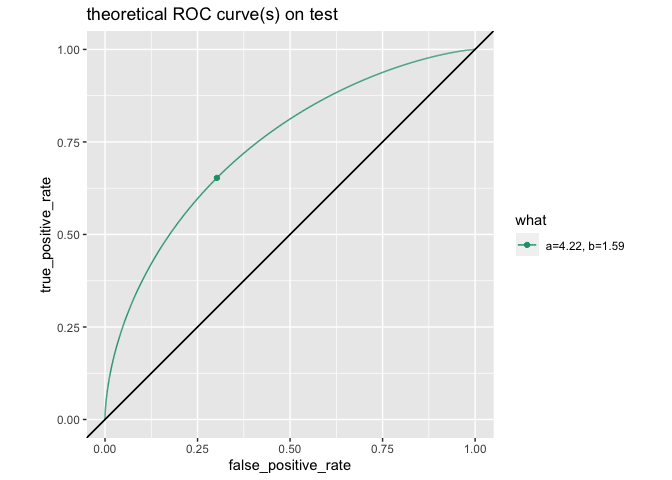 theoretical ROC curve(s) on test
1.00
0.75
0.50
0.25
0.00
true_positive_rate
0.00 0.25 0.50 0.75 1.00
false_positive_rate
what
a=4.22, b=1.59